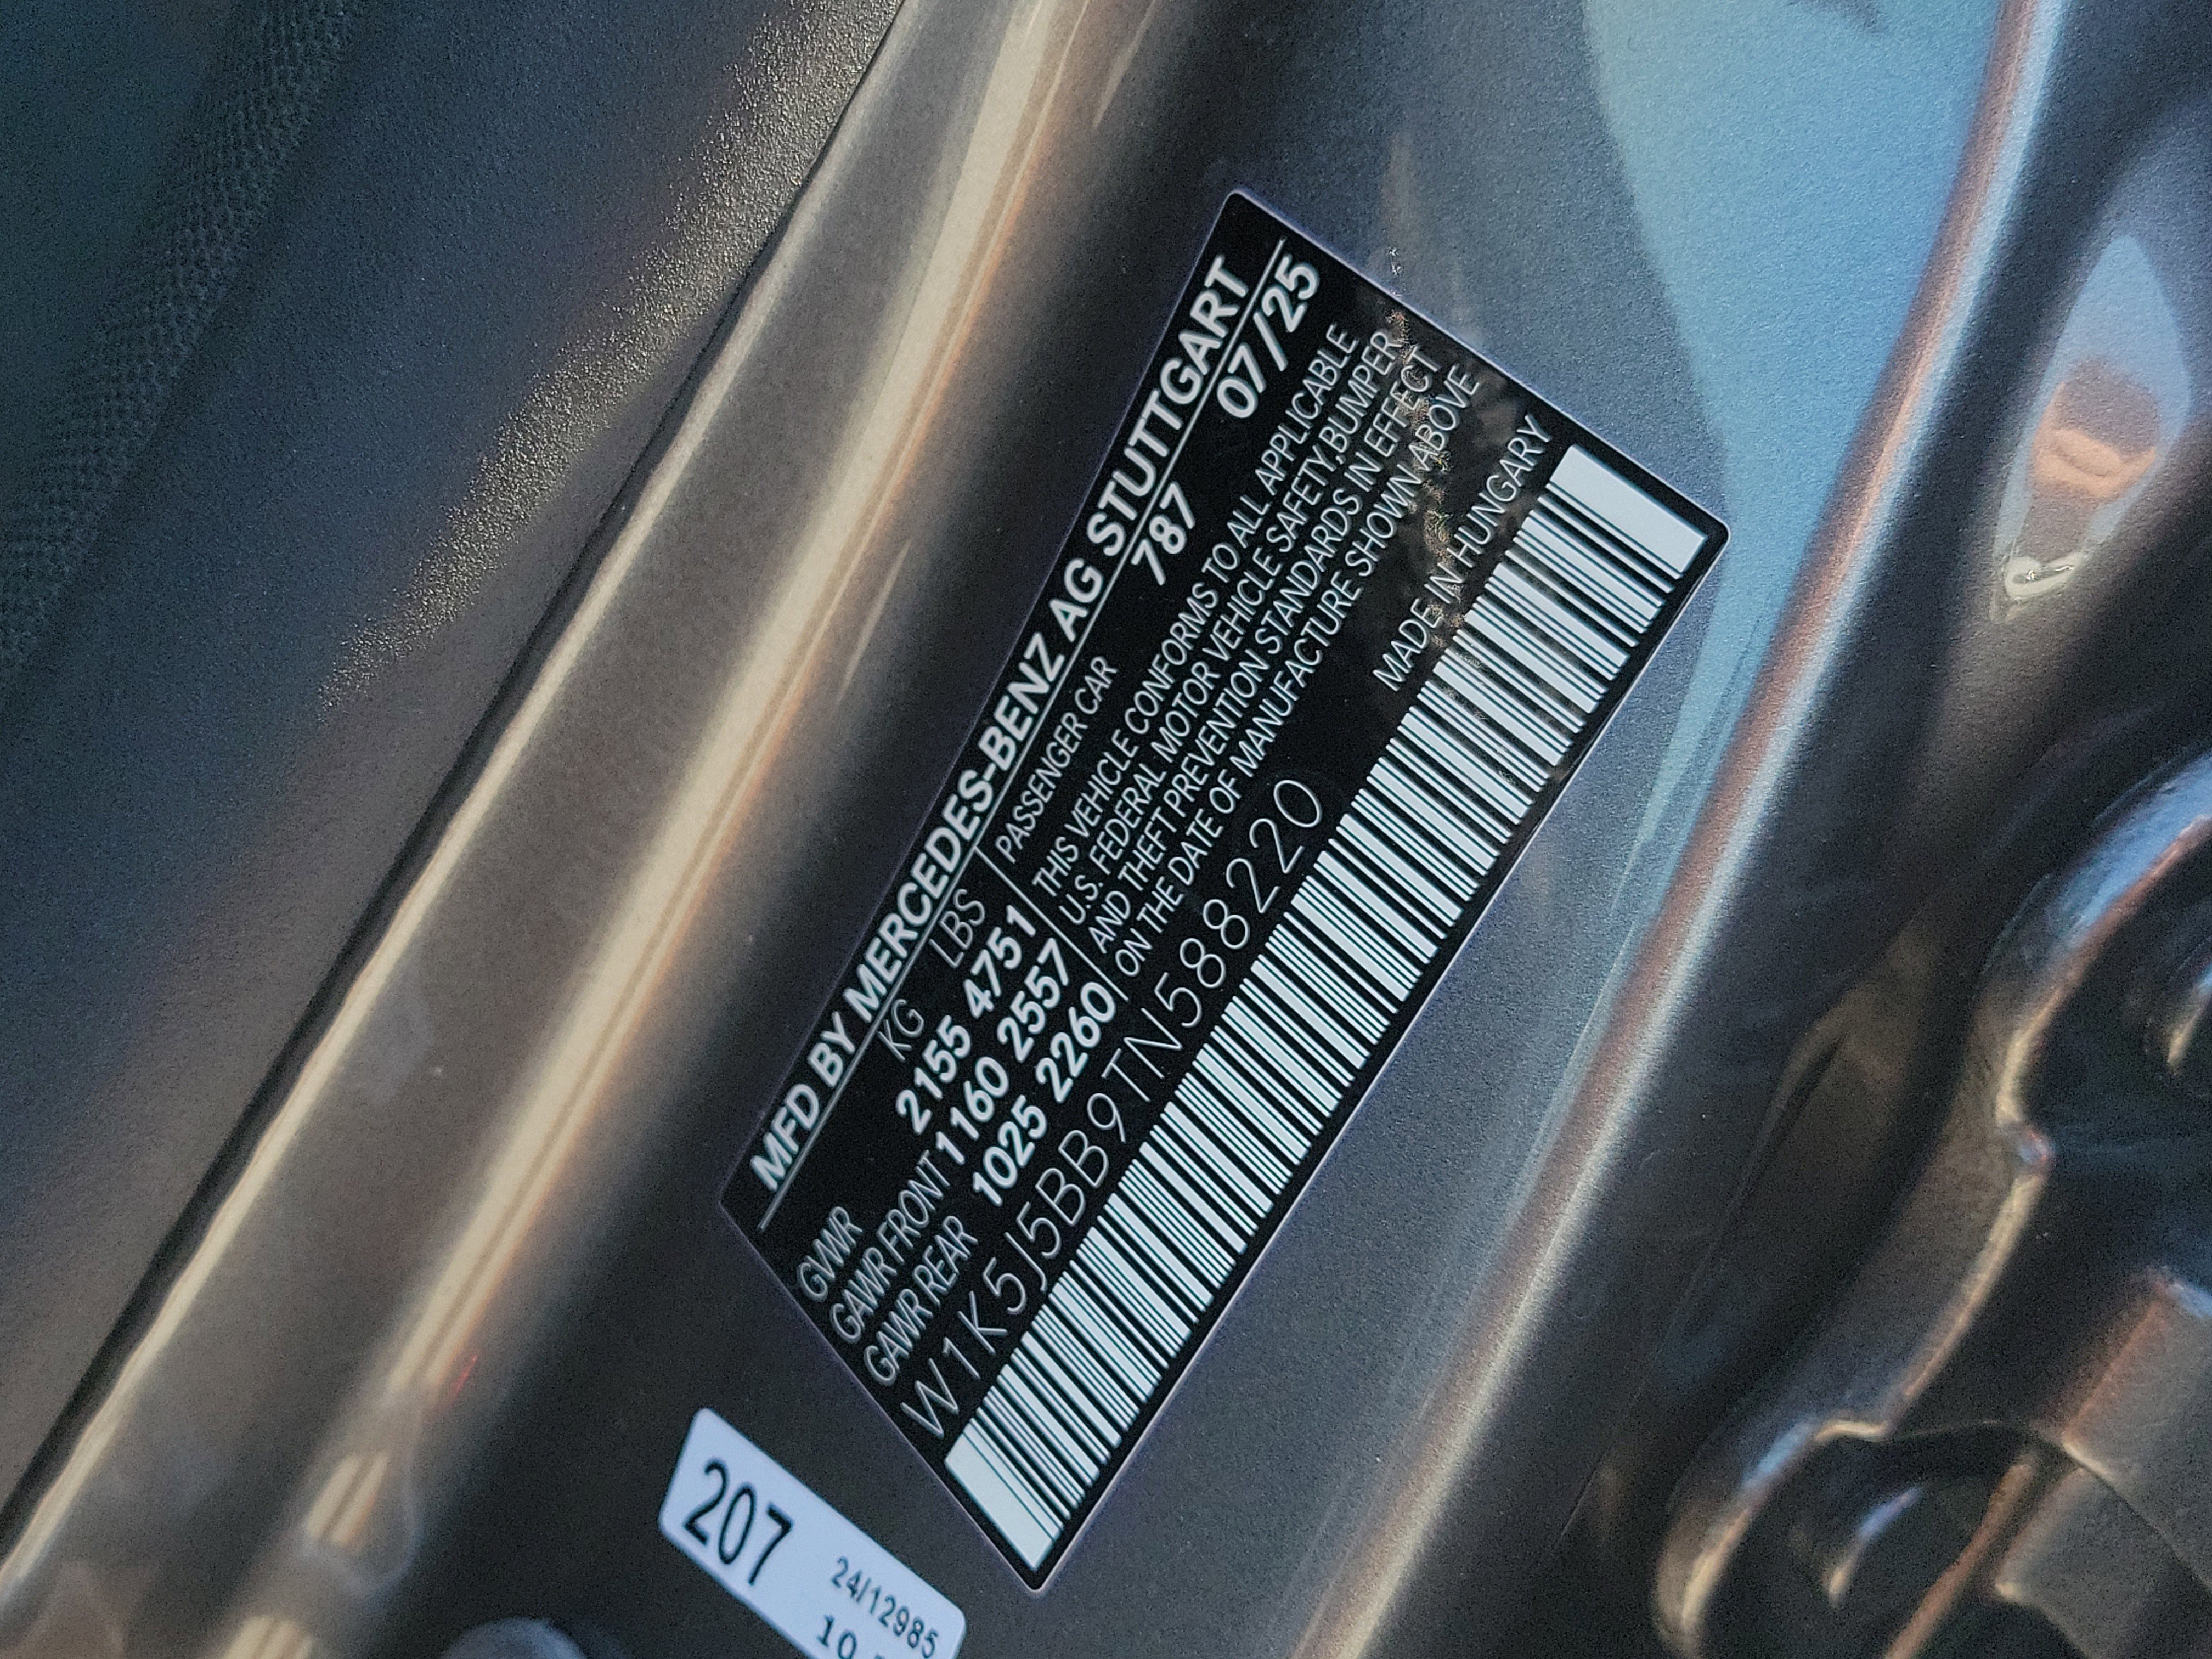 MFD BY MERCEDES-BENZ AG STUTTGART
787 07/25
KG LBS
GVWR 2155 4751
GAWR FRONT 1160 2557
GAWR REAR 1025 2260
PASSENGER CAR
THIS VEHICLE CONFORMS TO ALL APPLICABLE
U.S. FEDERAL MOTOR VEHICLE SAFETY,BUMPER,
AND THEFT PREVENTION STANDARDS IN EFFECT
ON THE DATE OF MANUFACTURE SHOWN ABOVE
MADE IN HUNGARY
W1K5J5BB9TN588220
207
24/12985
10